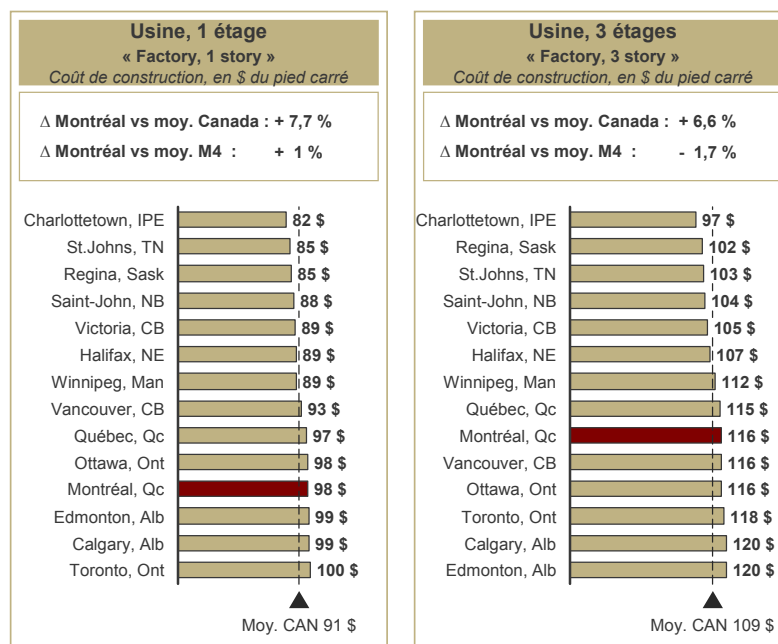 Usine, 1 étage
« Factory, 1 story »
Coût de construction, en $ du pied carré
∆ Montréal vs moy. Canada : + 7,7 %
∆ Montréal vs moy. M4 : + 1 %
Charlottetown, IPE 82 $
St.Johns, TN 85 $
Regina, Sask 85 $
Saint-John, NB 88 $
Victoria, CB 89 $
Halifax, NE 89 $
Winnipeg, Man 89 $
Vancouver, CB 93 $
Québec, Qc 97 $
Ottawa, Ont 98 $
Montréal, Qc 98 $
Edmonton, Alb 99 $
Calgary, Alb 99 $
Toronto, Ont 100 $
Moy. CAN 91 $
Usine, 3 étages
« Factory, 3 story »
Coût de construction, en $ du pied carré
∆ Montréal vs moy. Canada : + 6,6 %
∆ Montréal vs moy. M4 : - 1,7 %
Charlottetown, IPE 97 $
Regina, Sask 102 $
St.Johns, TN 103 $
Saint-John, NB 104 $
Victoria, CB 105 $
Halifax, NE 107 $
Winnipeg, Man 112 $
Québec, Qc 115 $
Montréal, Qc 116 $
Vancouver, CB 116 $
Ottawa, Ont 116 $
Toronto, Ont 118 $
Calgary, Alb 120 $
Edmonton, Alb 120 $
Moy. CAN 109 $